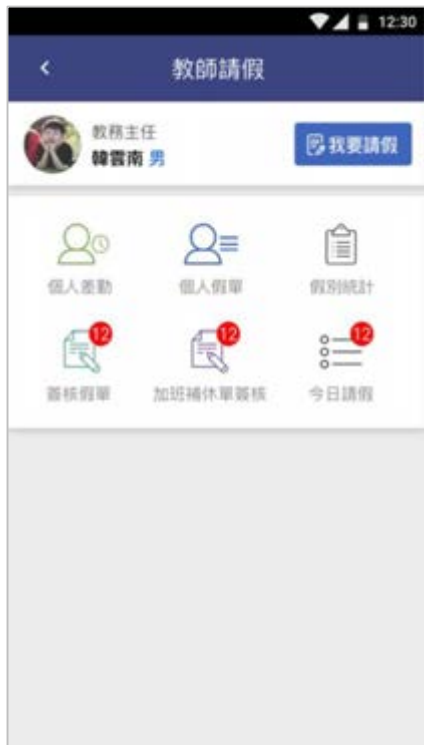 12:30
教師請假
教務主任
韓雲南 男
我要請假
個人差勤
個人假單
假別統計
12
12
12
簽核假單
加班補休單簽核
今日請假